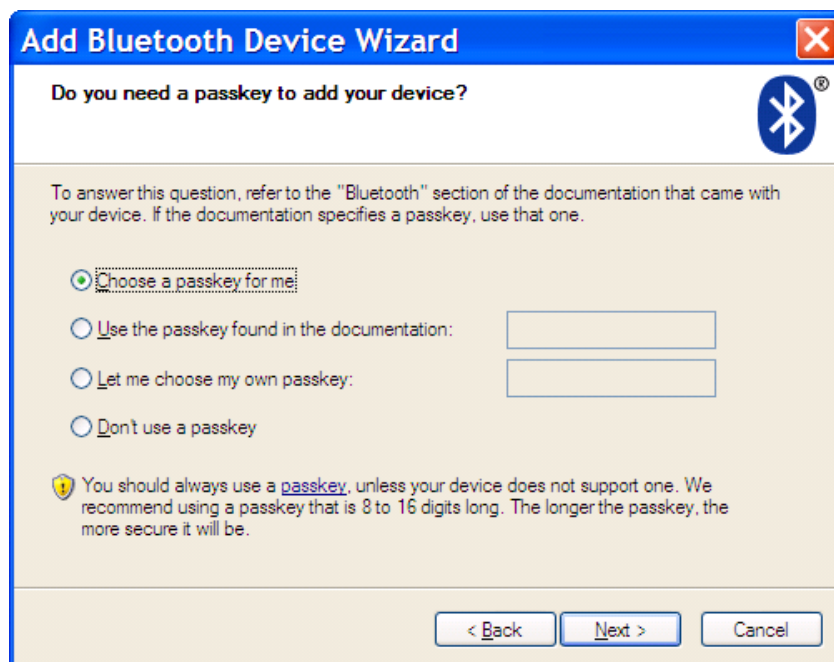 Add Bluetooth Device Wizard
Do you need a passkey to add your device?
®
To answer this question, refer to the "Bluetooth" section of the documentation that came with
your device. If the documentation specifies a passkey, use that one.
Choose a passkey for me
Use the passkey found in the documentation:
Let me choose my own passkey:
Don't use a passkey
You should always use a passkey, unless your device does not support one. We
recommend using a passkey that is 8 to 16 digits long. The longer the passkey, the
more secure it will be.
< Back Next > Cancel